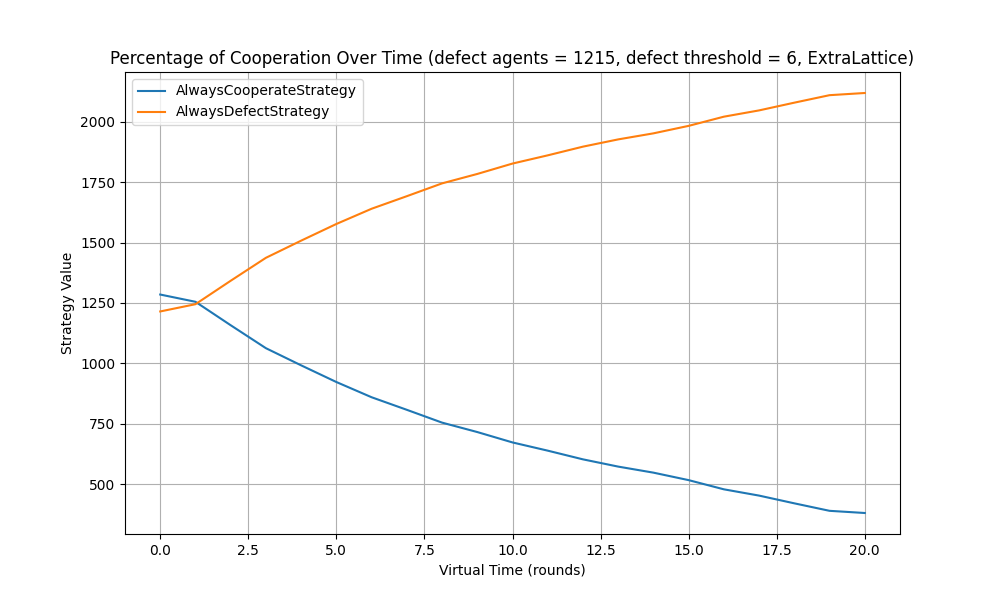 Percentage of Cooperation Over Time (defect agents = 1215, defect threshold = 6, ExtraLattice)
AlwaysCooperateStrategy
AlwaysDefectStrategy
Strategy Value
2000
1750
1500
1250
1000
750
500
0.0 2.5 5.0 7.5 10.0 12.5 15.0 17.5 20.0
Virtual Time (rounds)